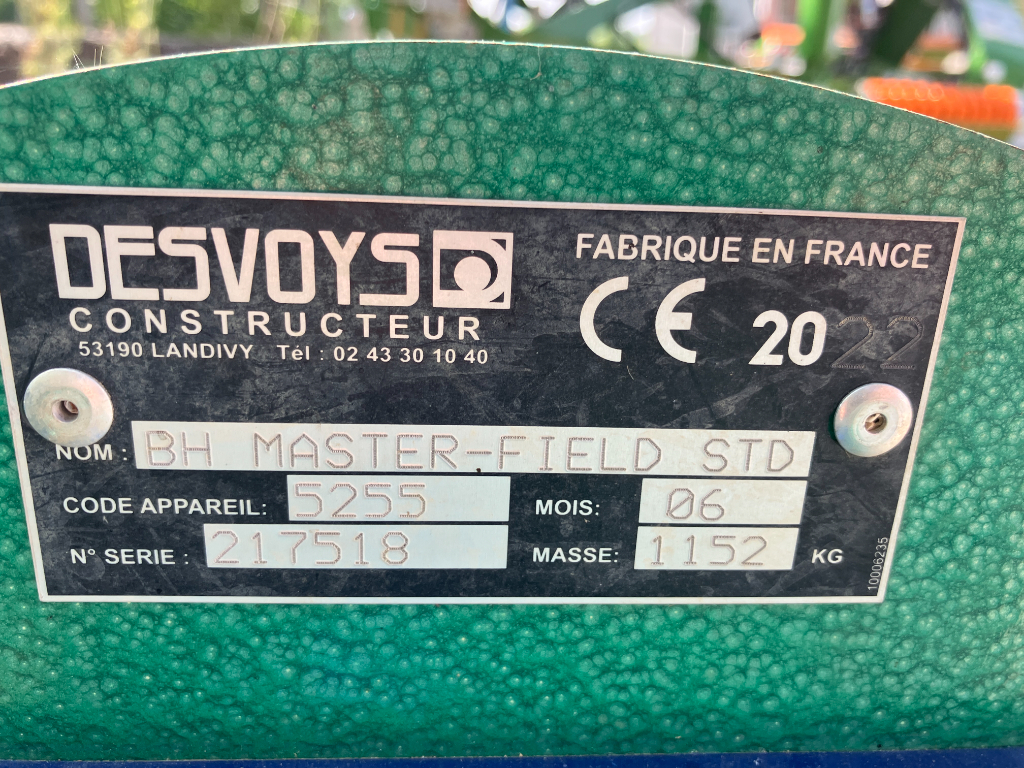 DESVOYS
CONSTRUCTEUR
53190 LANDIVY Tél : 02 43 30 10 40
FABRIQUE EN FRANCE
CE 2022
NOM : BH MASTER-FIELD STD
CODE APPAREIL: 5255
MOIS: 06
N° SERIE : 217518
MASSE: 1152 KG
10006235